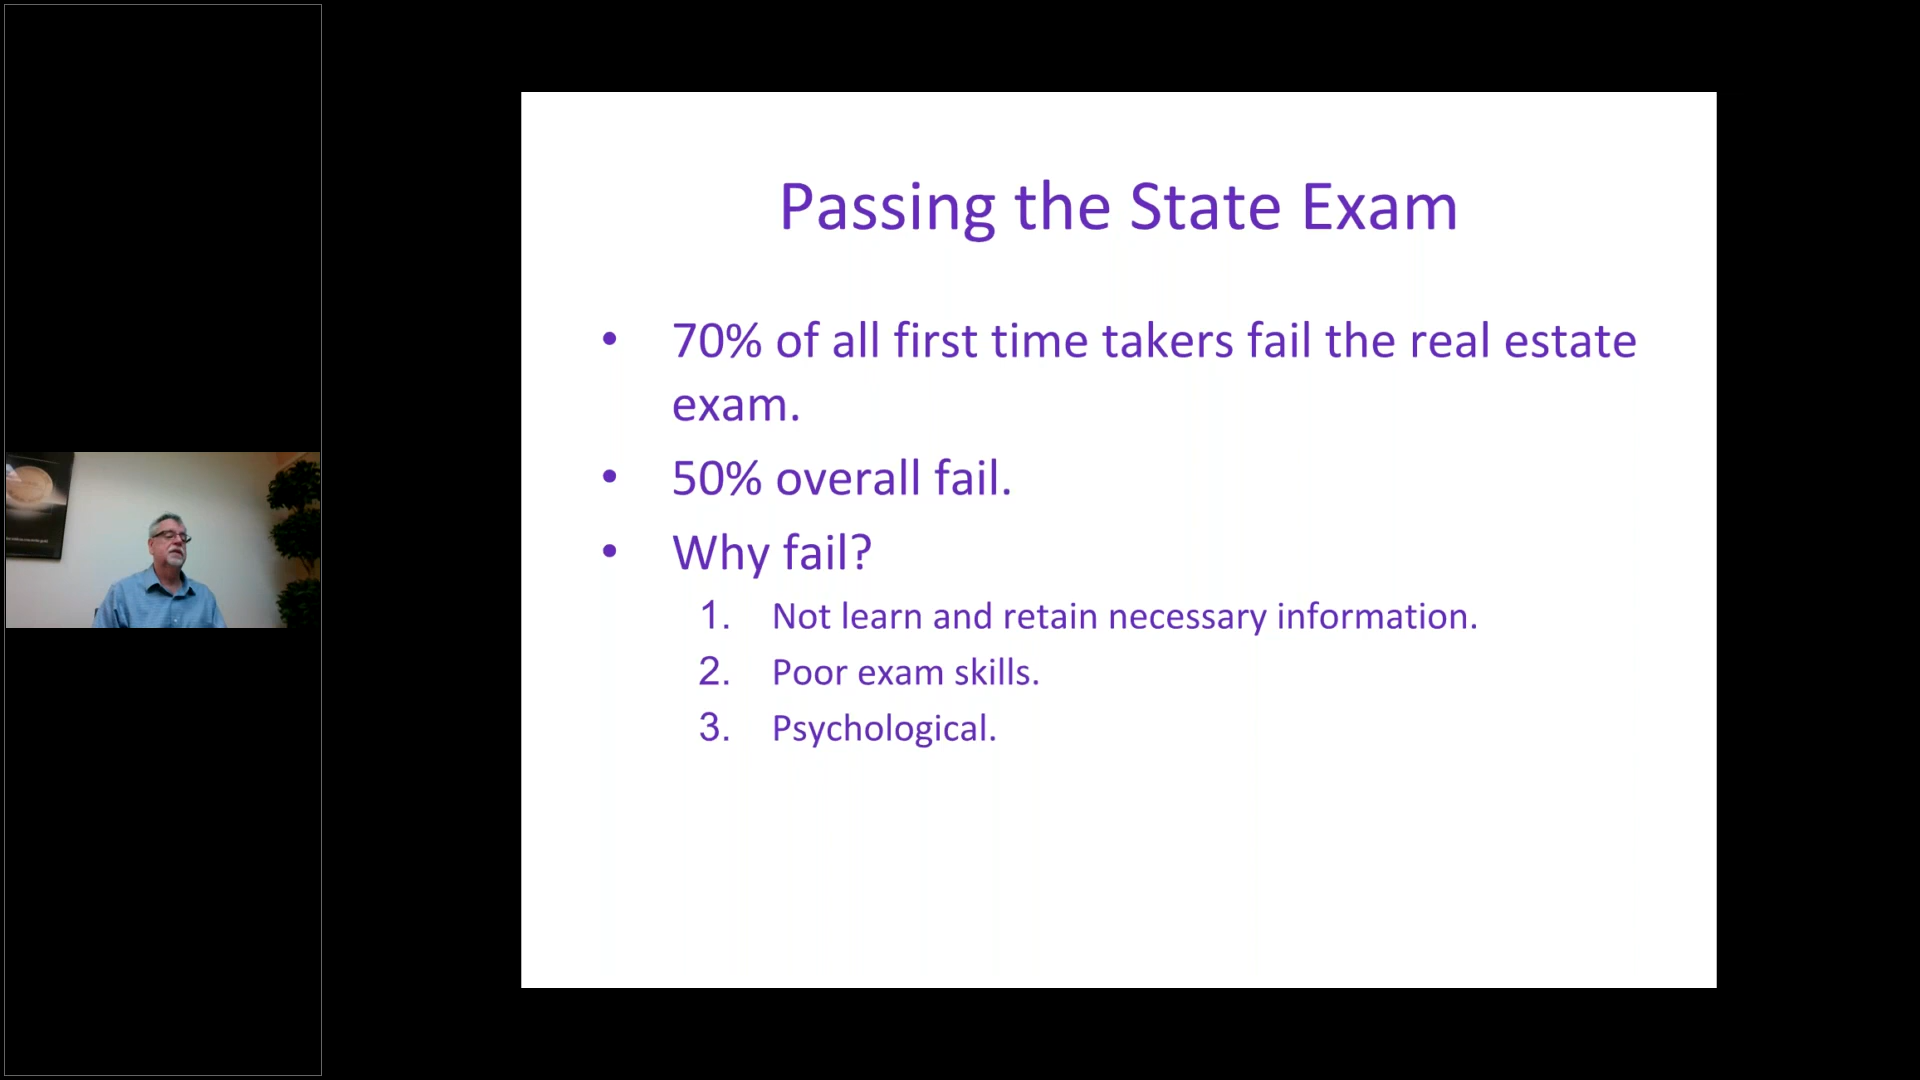 Passing the State Exam
• 70% of all first time takers fail the real estate
exam.
• 50% overall fail.
• Why fail?
1. Not learn and retain necessary information.
2. Poor exam skills.
3. Psychological.